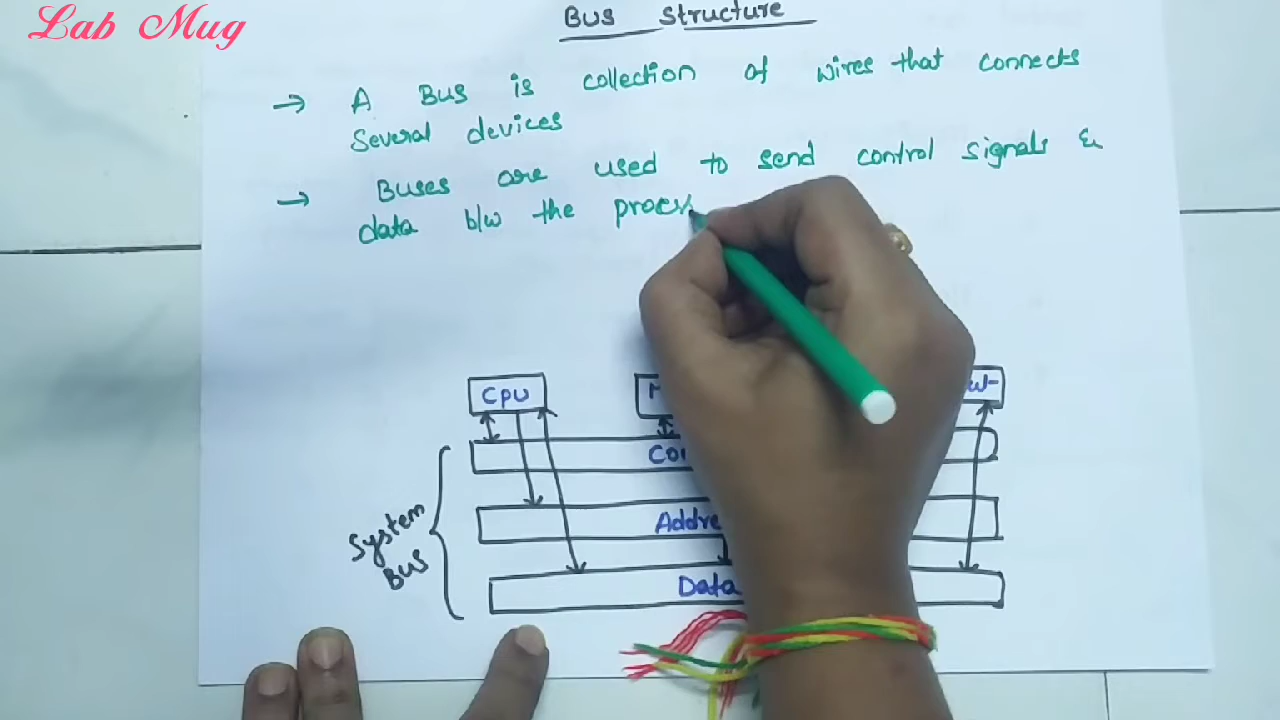 Lab Mug
Bus Structure
→ A Bus is collection of wires that connects
Several devices
→ Buses are used to send control signals &
data b/w the proces
CPU
System
Bus
Data